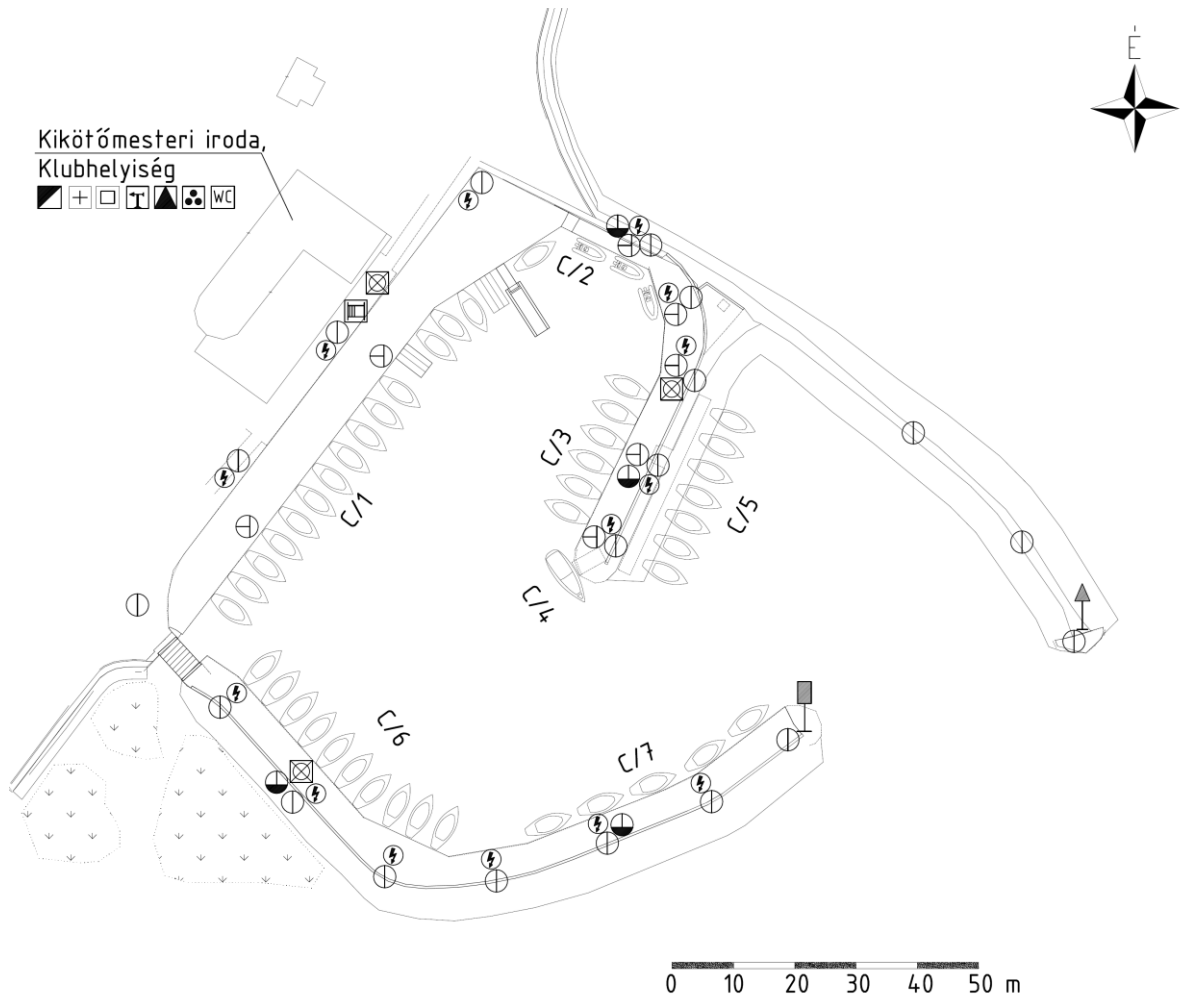 É
Kikötőmesteri iroda,
Klubhelyiség
WC
C/2
C/3
C/1
C/5
C/4
C/6
C/7
0 10 20 30 40 50 m